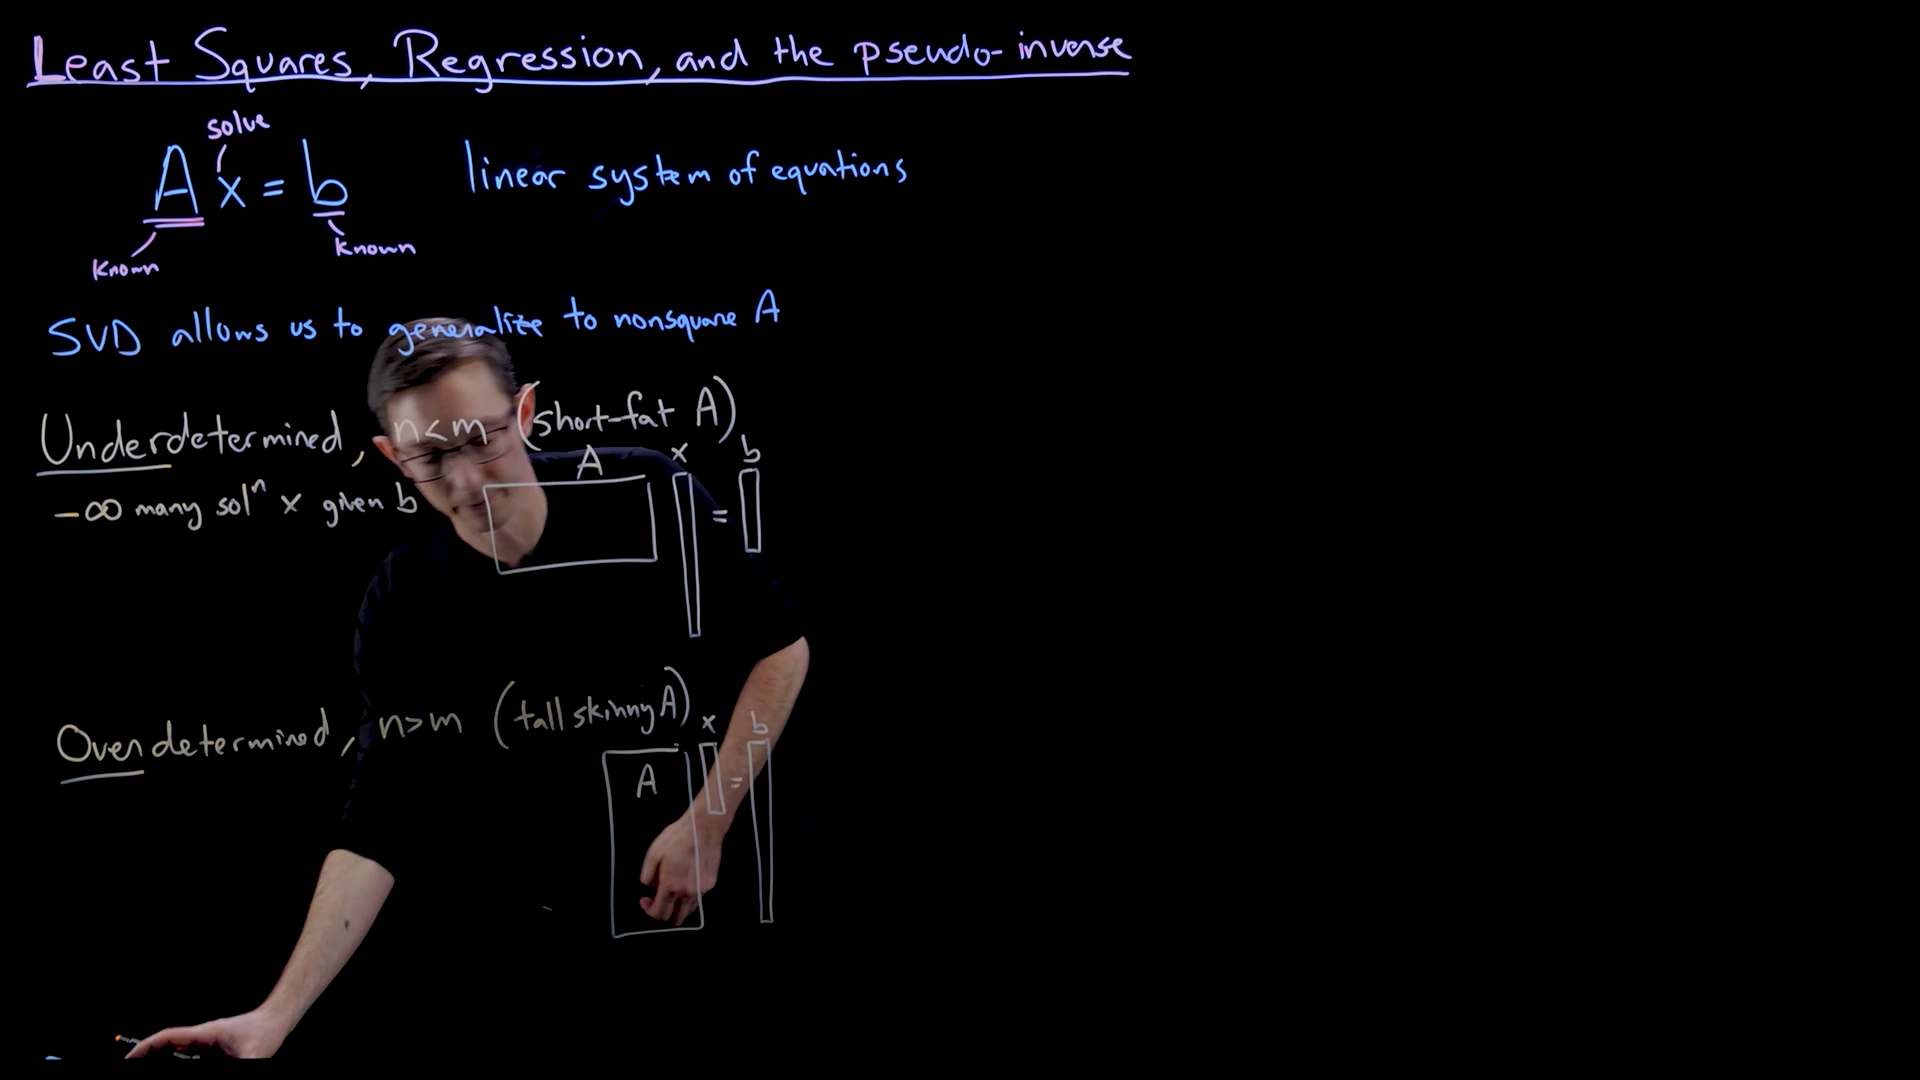 Least Squares, Regression, and the pseudo-inverse
solve
A x = b
linear system of equations
Known
Known
SVD allows us to generalize to nonsquare A
Underdetermined, n<m (short-fat A)
A x = b
-∞ many solⁿ x given b
Overdetermined, n>m (tall skinny A)
A x = b